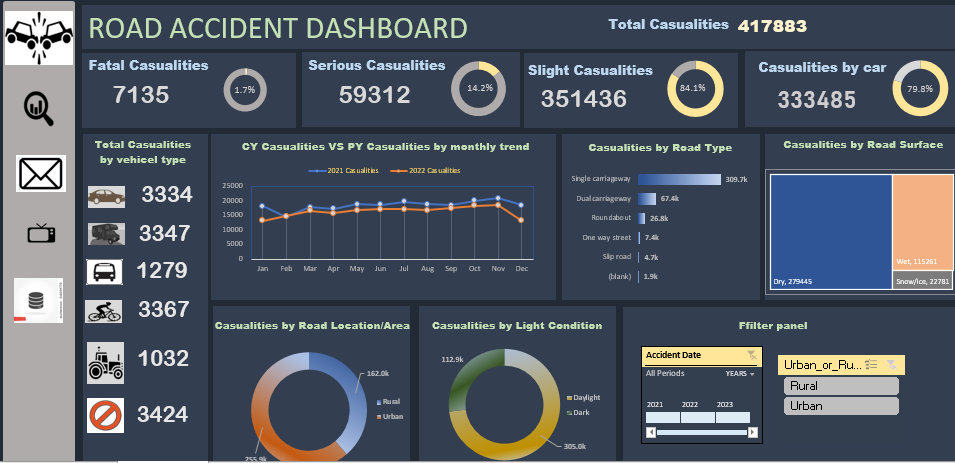 ROAD ACCIDENT DASHBOARD
Total Casualities 417883
Fatal Casualities
7135
1.7%
Serious Casualities
59312
14.2%
Slight Casualities
351436
84.1%
Casualities by car
333485
79.8%
Total Casualities
by vehicel type
3334
3347
1279
3367
1032
3424
CY Casualities VS PY Casualities by monthly trend
2021 Casualities 2022 Casualities
25000
20000
15000
10000
5000
0
Jan Feb Mar Apr May Jun Jul Aug Sep Oct Nov Dec
Casualities by Road Type
Single carriageway 309.7k
Dual carriageway 67.4k
Roundabout 26.8k
One way street 7.4k
Slip road 4.7k
(blank) 1.9k
Casualities by Road Surface
Dry, 279445
Wet, 115261
Snow/Ice, 22781
Casualities by Road Location/Area
162.0k
Rural
Urban
255.9k
Casualities by Light Condition
112.9k
Daylight
Dark
305.0k
Ffilter panel
Accident Date
All Periods YEARS
2021 2022 2023
Urban_or_Ru...
Rural
Urban